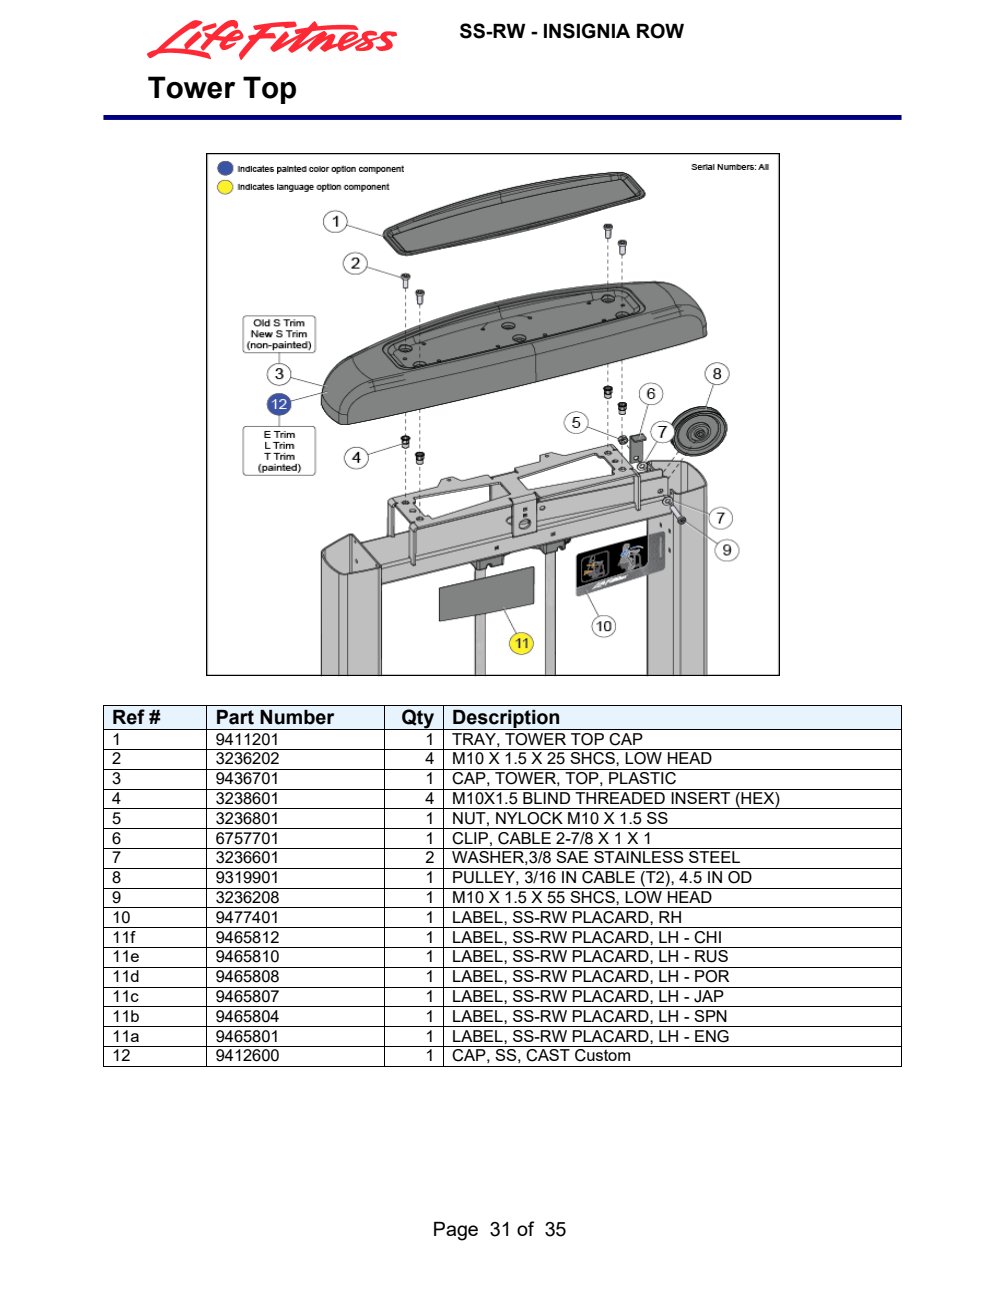 Life Fitness
SS-RW - INSIGNIA ROW
Tower Top
Indicates painted color option component
Indicates language option component
Serial Numbers: All
1
2
Old S Trim
New S Trim
(non-painted)
3
12
E Trim
L Trim
T Trim
(painted)
4
5
6
7
8
7
9
Life Fitness
10
11
Ref # Part Number Qty Description
1 9411201 1 TRAY, TOWER TOP CAP
2 3236202 4 M10 X 1.5 X 25 SHCS, LOW HEAD
3 9436701 1 CAP, TOWER, TOP, PLASTIC
4 3238601 4 M10X1.5 BLIND THREADED INSERT (HEX)
5 3236801 1 NUT, NYLOCK M10 X 1.5 SS
6 6757701 1 CLIP, CABLE 2-7/8 X 1 X 1
7 3236601 2 WASHER,3/8 SAE STAINLESS STEEL
8 9319901 1 PULLEY, 3/16 IN CABLE (T2), 4.5 IN OD
9 3236208 1 M10 X 1.5 X 55 SHCS, LOW HEAD
10 9477401 1 LABEL, SS-RW PLACARD, RH
11f 9465812 1 LABEL, SS-RW PLACARD, LH - CHI
11e 9465810 1 LABEL, SS-RW PLACARD, LH - RUS
11d 9465808 1 LABEL, SS-RW PLACARD, LH - POR
11c 9465807 1 LABEL, SS-RW PLACARD, LH - JAP
11b 9465804 1 LABEL, SS-RW PLACARD, LH - SPN
11a 9465801 1 LABEL, SS-RW PLACARD, LH - ENG
12 9412600 1 CAP, SS, CAST Custom
Page 31 of 35